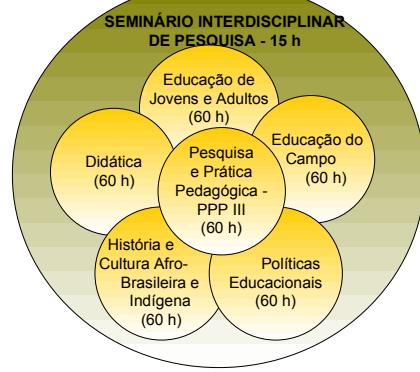 SEMINÁRIO INTERDISCIPLINAR
DE PESQUISA - 15 h
Educação de
Jovens e Adultos
(60 h)
Didática
(60 h)
Pesquisa
e Prática
Pedagógica -
PPP III
(60 h)
Educação do
Campo
(60 h)
História e
Cultura Afro-
Brasileira e
Indígena
(60 h)
Políticas
Educacionais
(60 h)